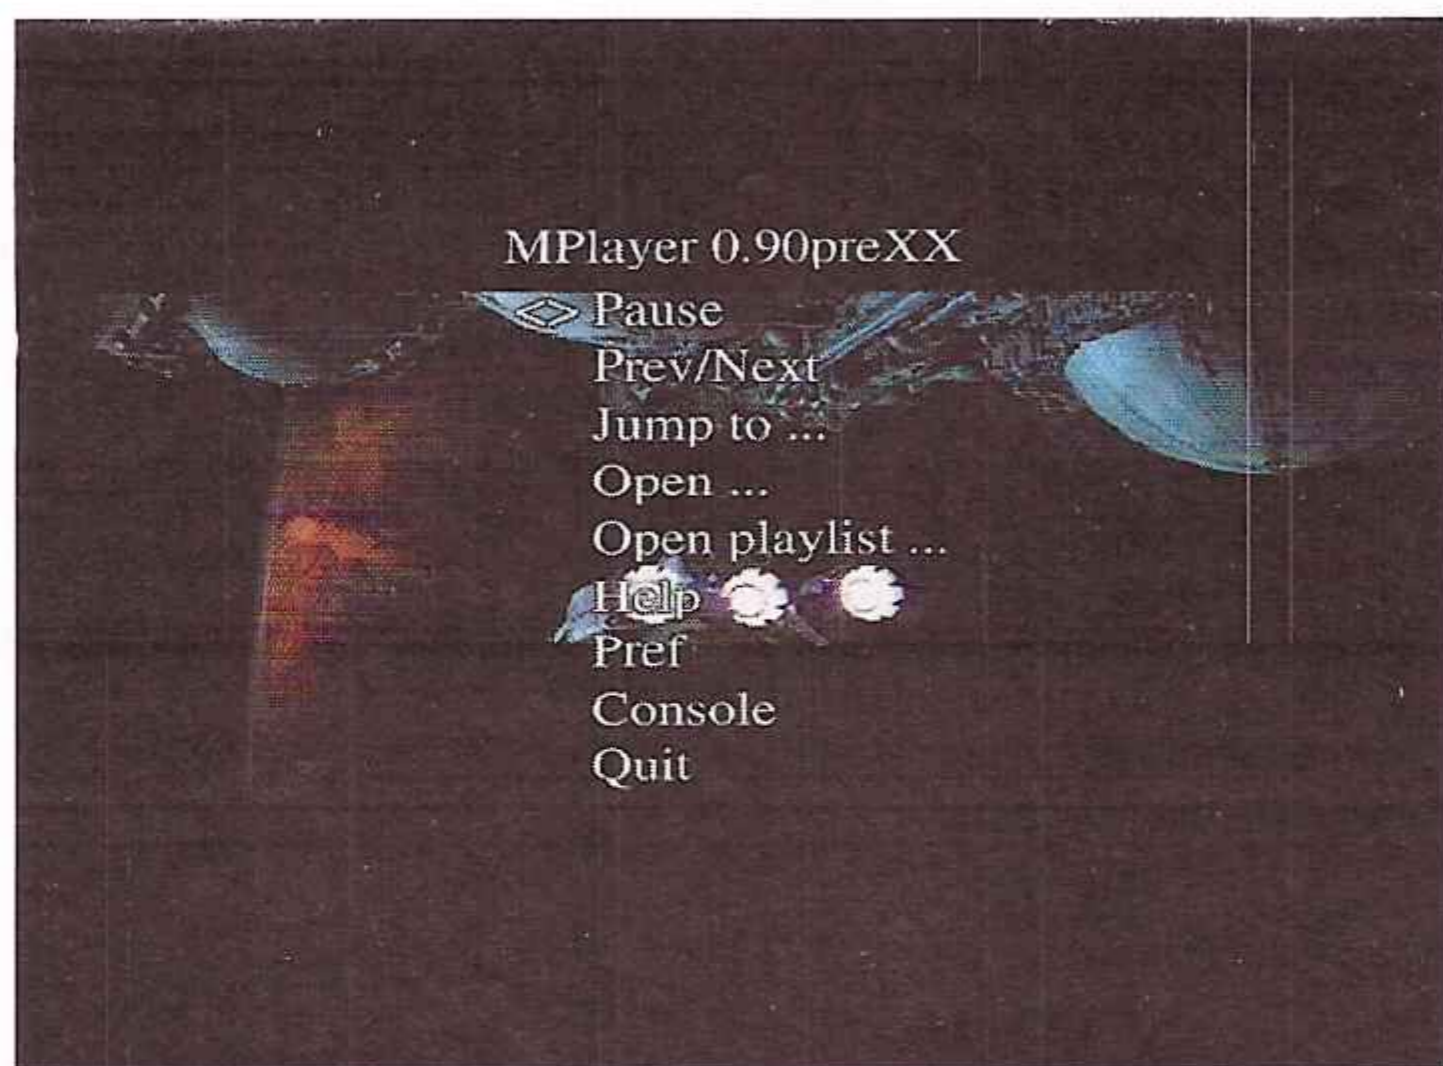 MPlayer 0.90preXX
Pause
Prev/Next
Jump to ...
Open ...
Open playlist ...
Help
Pref
Console
Quit